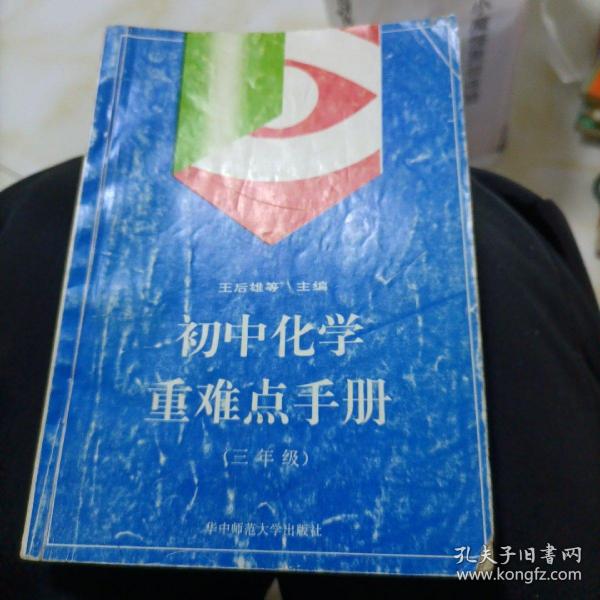 王后雄等 主编
初中化学
重难点手册
(三年级)
华中师范大学出版社
孔夫子旧书网
www.kongfz.com